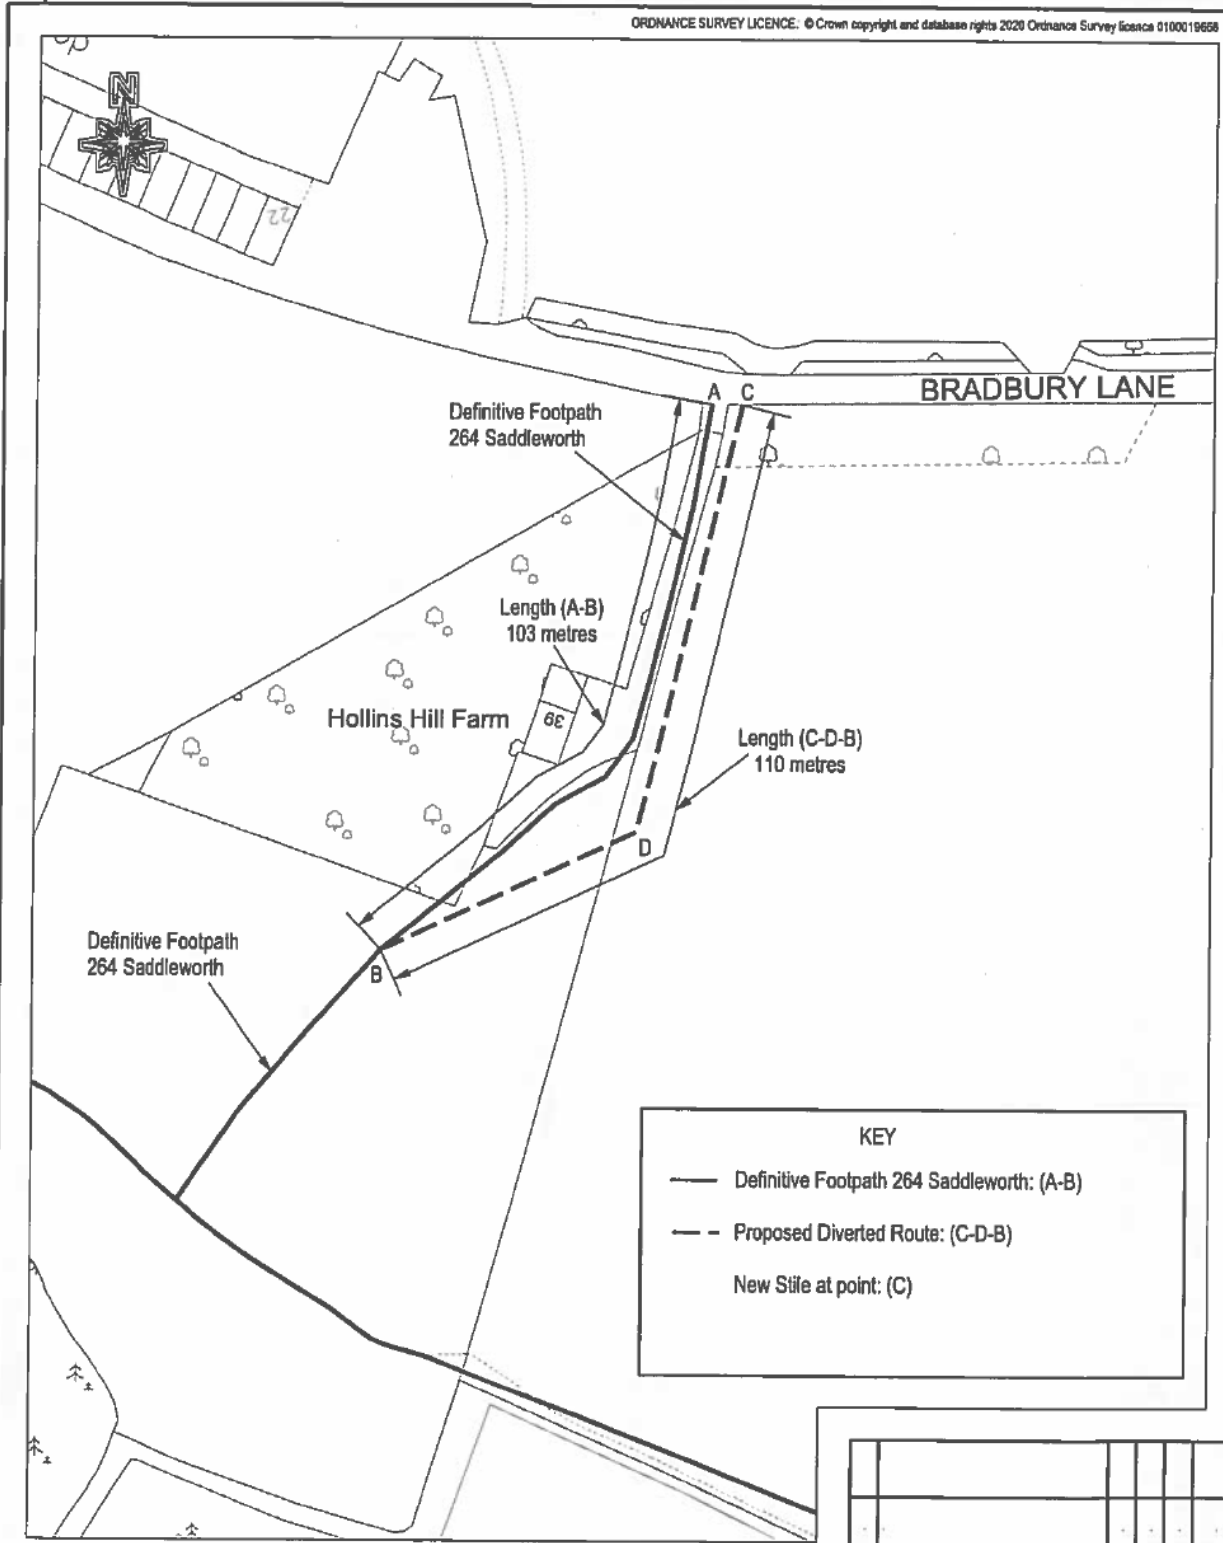 ORDNANCE SURVEY LICENCE: © Crown copyright and database rights 2020 Ordnance Survey licence 0100019668
N
22
A C
BRADBURY LANE
Definitive Footpath
264 Saddleworth
Length (A-B)
103 metres
Hollins Hill Farm
39
Length (C-D-B)
110 metres
D
Definitive Footpath
264 Saddleworth
B
KEY
Definitive Footpath 264 Saddleworth: (A-B)
Proposed Diverted Route: (C-D-B)
New Stile at point: (C)